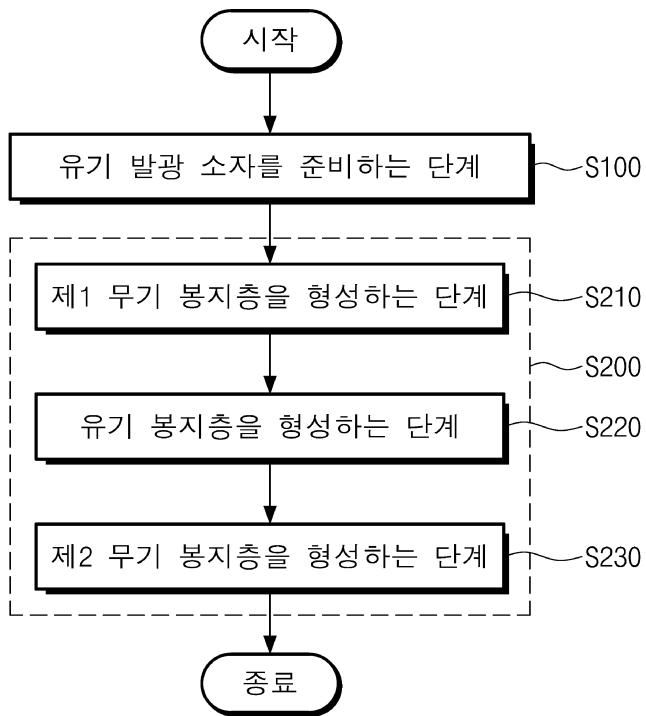 시작
유기 발광 소자를 준비하는 단계
S100
제1 무기 봉지층을 형성하는 단계
S210
S200
유기 봉지층을 형성하는 단계
S220
제2 무기 봉지층을 형성하는 단계
S230
종료